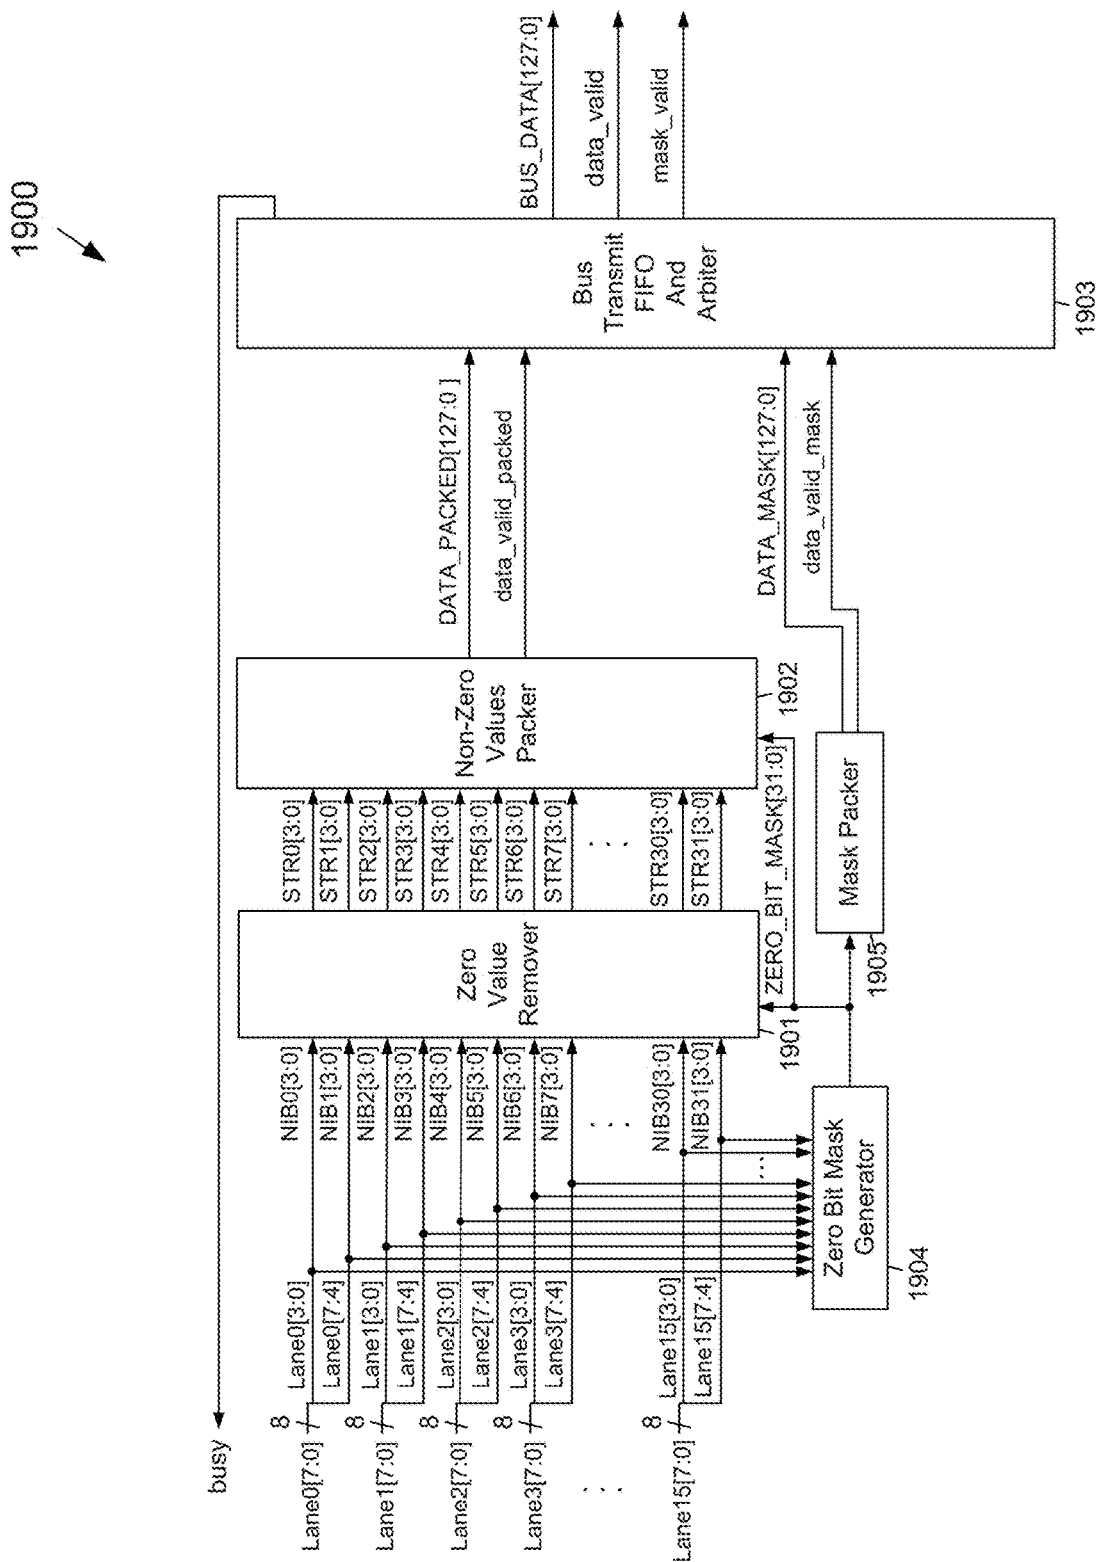 1900
busy
Lane0[7:0]
8
Lane0[3:0]
Lane0[7:4]
Lane1[7:0]
8
Lane1[3:0]
Lane1[7:4]
Lane2[7:0]
8
Lane2[3:0]
Lane2[7:4]
Lane3[7:0]
8
Lane3[3:0]
Lane3[7:4]
. . .
Lane15[7:0]
8
Lane15[3:0]
Lane15[7:4]
NIB0[3:0]
NIB1[3:0]
NIB2[3:0]
NIB3[3:0]
NIB4[3:0]
NIB5[3:0]
NIB6[3:0]
NIB7[3:0]
. . .
NIB30[3:0]
NIB31[3:0]
. . .
Zero Bit Mask
Generator
1904
Zero
Value
Remover
1901
STR0[3:0]
STR1[3:0]
STR2[3:0]
STR3[3:0]
STR4[3:0]
STR5[3:0]
STR6[3:0]
STR7[3:0]
. . .
STR30[3:0]
STR31[3:0]
ZERO_BIT_MASK[31:0]
Mask Packer
1905
Non-Zero
Values
Packer
1902
DATA_PACKED[127:0 ]
data_valid_packed
DATA_MASK[127:0]
data_valid_mask
Bus
Transmit
FIFO
And
Arbiter
1903
BUS_DATA[127:0]
data_valid
mask_valid